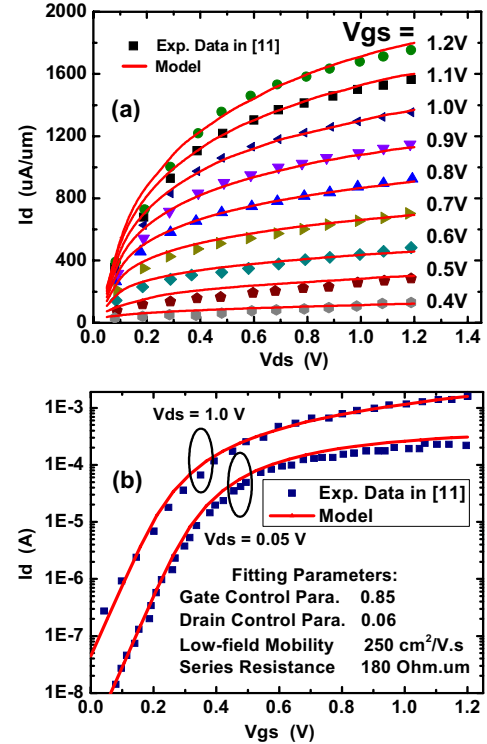 2000
1600
1200
800
400
0
Id (uA/um)
Exp. Data in [11]
Model
(a)
Vgs =
1.2V
1.1V
1.0V
0.9V
0.8V
0.7V
0.6V
0.5V
0.4V
0.0 0.2 0.4 0.6 0.8 1.0 1.2 1.4
Vds (V)
1E-3
1E-4
1E-5
1E-6
1E-7
1E-8
Id (A)
(b)
Vds = 1.0 V
Vds = 0.05 V
Exp. Data in [11]
Model
Fitting Parameters:
Gate Control Para. 0.85
Drain Control Para. 0.06
Low-field Mobility 250 cm²/V.s
Series Resistance 180 Ohm.um
0.0 0.2 0.4 0.6 0.8 1.0 1.2
Vgs (V)